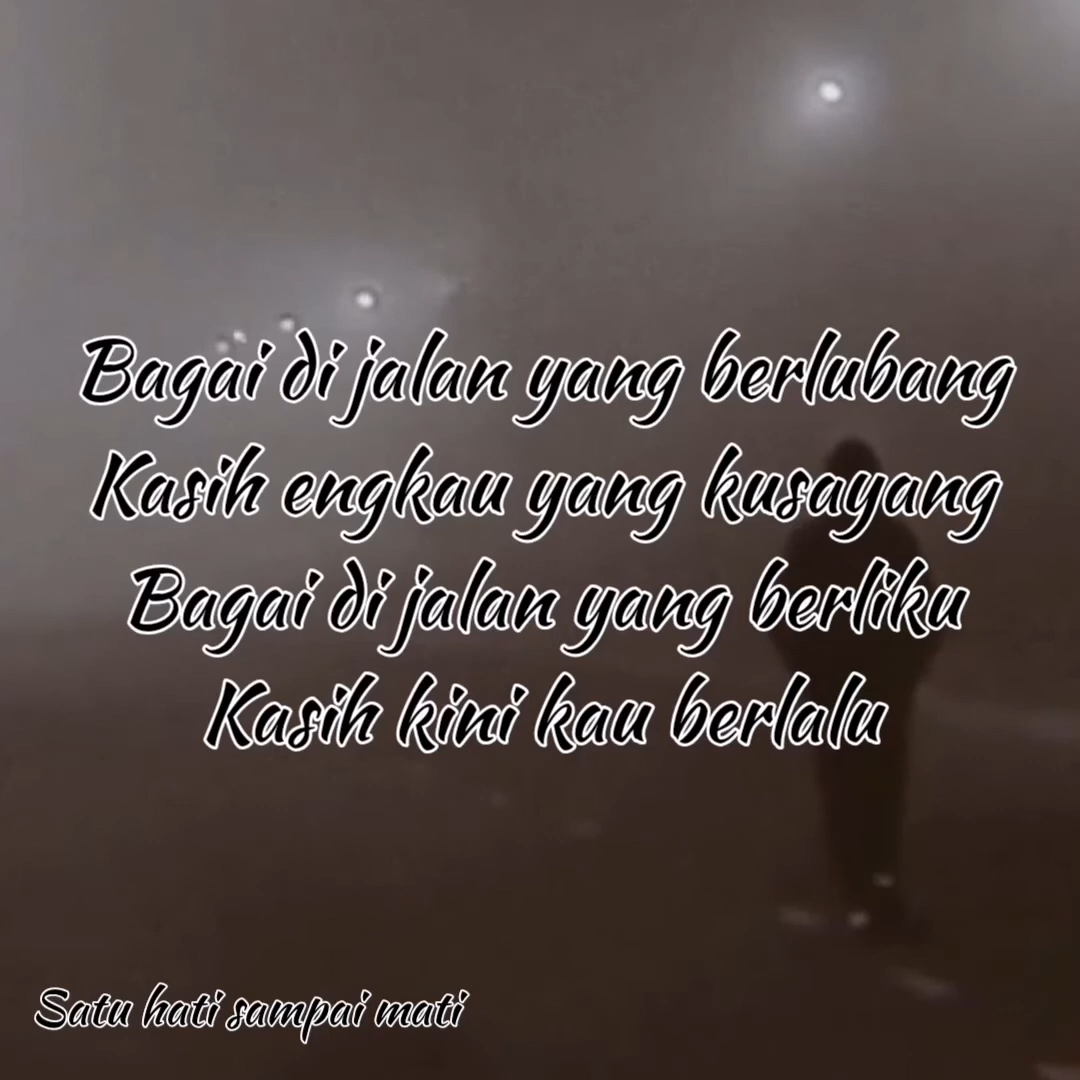 Bagai di jalan yang berlubang
Kasih engkau yang kusayang
Bagai di jalan yang berliku
Kasih kini kau berlalu
Satu hati sampai mati